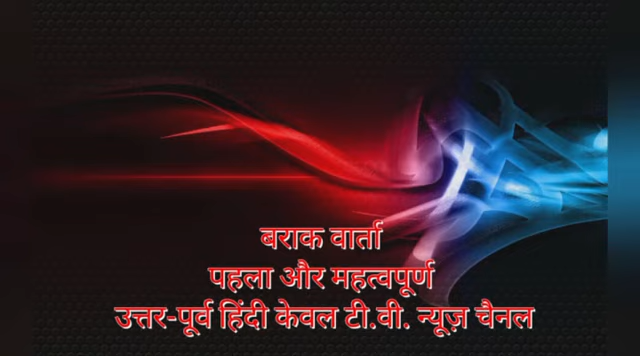 बराक वार्ता
पहला और महत्वपूर्ण
उत्तर-पूर्व हिंदी केवल टी.वी. न्यूज़ चैनल